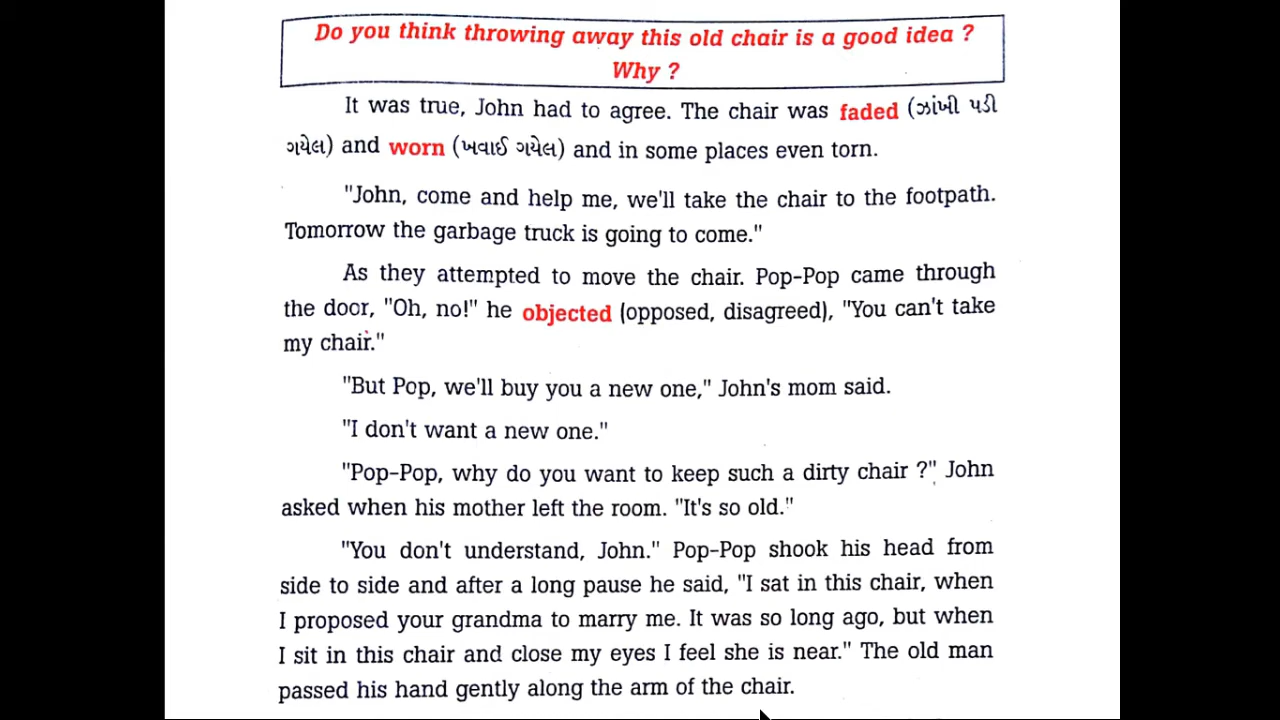 Do you think throwing away this old chair is a good idea ?
Why ?
It was true, John had to agree. The chair was faded (ઝાંખી પડી
ગયેલ) and worn (ખવાઈ ગયેલ) and in some places even torn.
"John, come and help me, we'll take the chair to the footpath.
Tomorrow the garbage truck is going to come."
As they attempted to move the chair. Pop-Pop came through
the door, "Oh, no!" he objected (opposed, disagreed), "You can't take
my chair."
"But Pop, we'll buy you a new one," John's mom said.
"I don't want a new one."
"Pop-Pop, why do you want to keep such a dirty chair ?" John
asked when his mother left the room. "It's so old."
"You don't understand, John." Pop-Pop shook his head from
side to side and after a long pause he said, "I sat in this chair, when
I proposed your grandma to marry me. It was so long ago, but when
I sit in this chair and close my eyes I feel she is near." The old man
passed his hand gently along the arm of the chair.